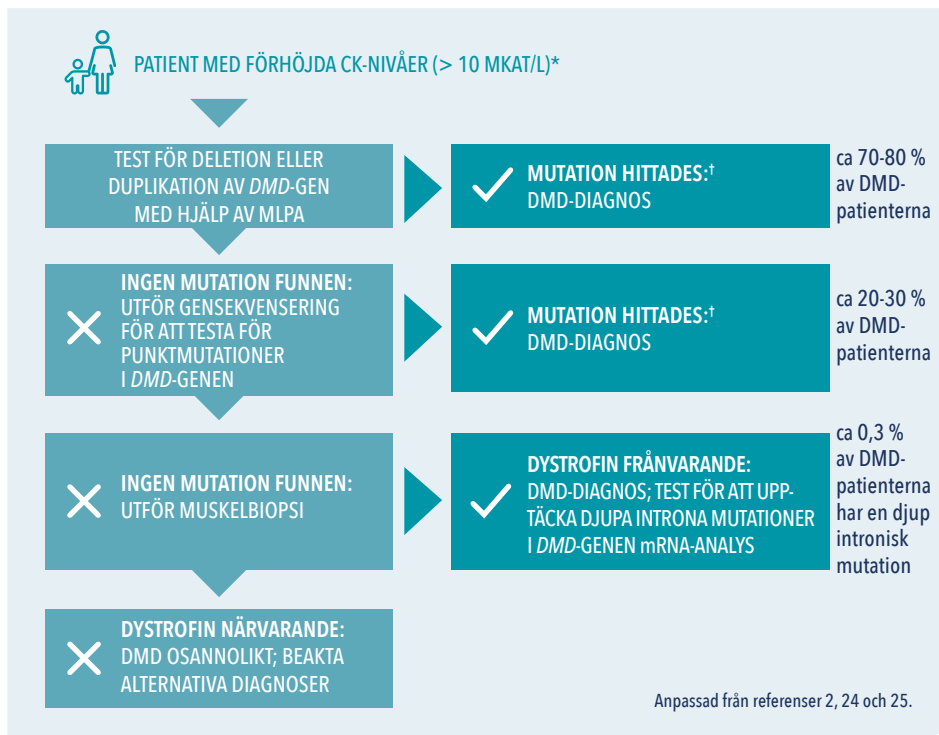 PATIENT MED FÖRHÖJDA CK-NIVÅER (> 10 MKAT/L)*
TEST FÖR DELETION ELLER
DUPLIKATION AV DMD-GEN
MED HJÄLP AV MLPA
MUTATION HITTADES:†
DMD-DIAGNOS
ca 70-80 %
av DMD-
patienterna
INGEN MUTATION FUNNEN:
UTFÖR GENSEKVENSERING
FÖR ATT TESTA FÖR
PUNKTMUTATIONER
I DMD-GENEN
MUTATION HITTADES:†
DMD-DIAGNOS
ca 20-30 %
av DMD-
patienterna
INGEN MUTATION FUNNEN:
UTFÖR MUSKELBIOPSI
DYSTROFIN FRÅNVARANDE:
DMD-DIAGNOS; TEST FÖR ATT UPP-
TÄCKA DJUPA INTRONA MUTATIONER
I DMD-GENEN mRNA-ANALYS
ca 0,3 %
av DMD-
patienterna
har en djup
intronisk
mutation
DYSTROFIN NÄRVARANDE:
DMD OSANNOLIKT; BEAKTA
ALTERNATIVA DIAGNOSER
Anpassad från referenser 2, 24 och 25.